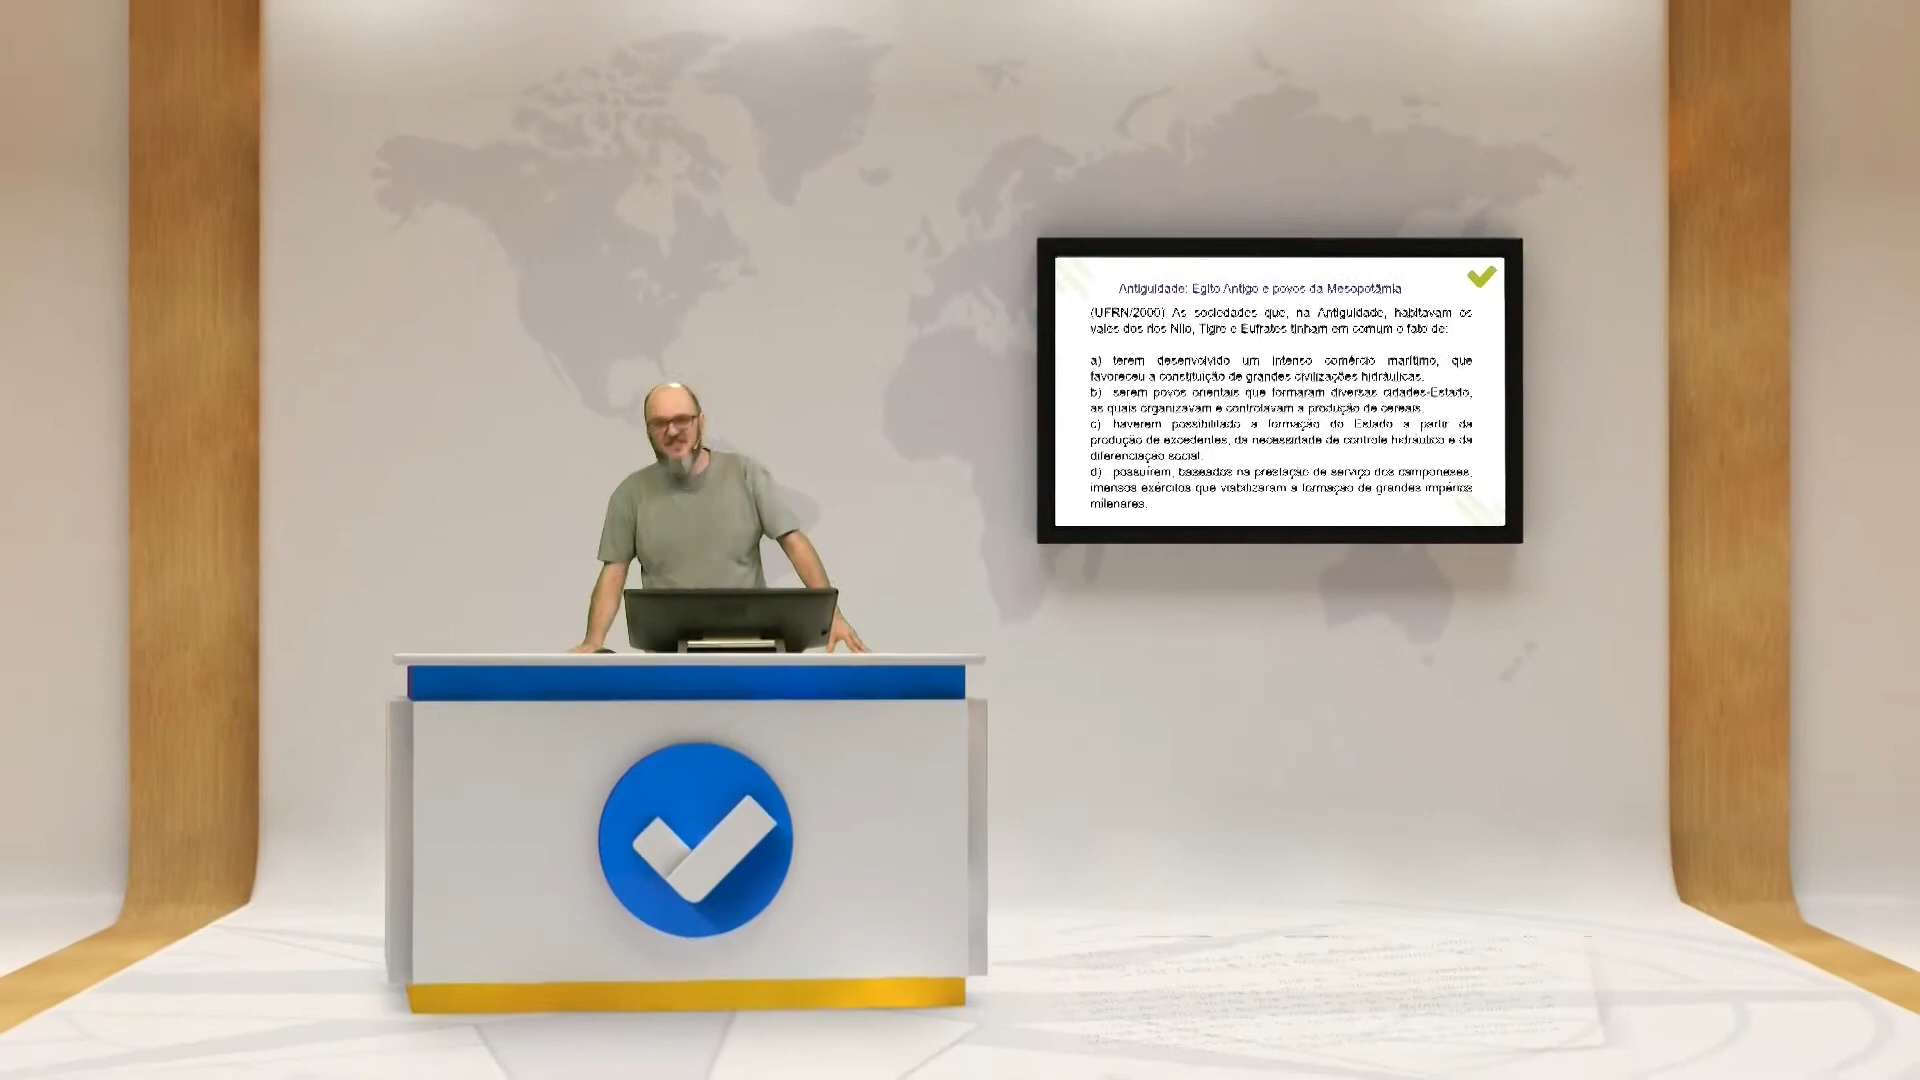 Antiguidade: Egito Antigo e povos da Mesopotâmia
(UFRN/2000) As sociedades que, na Antiguidade, habitavam os
vales dos rios Nilo, Tigre e Eufrates tinham em comum o fato de:
a) terem desenvolvido um intenso comércio marítimo, que
favoreceu a constituição de grandes civilizações hidráulicas.
b) serem povos orientais que formaram diversas cidades-Estado,
as quais organizavam e controlavam a produção de cereais.
c) haverem possibilitado a formação do Estado a partir da
produção de excedentes, da necessidade de controle hidráulico e da
diferenciação social.
d) possuírem, baseados na prestação de serviço dos camponeses,
imensos exércitos que viabilizaram a formação de grandes impérios
milenares.